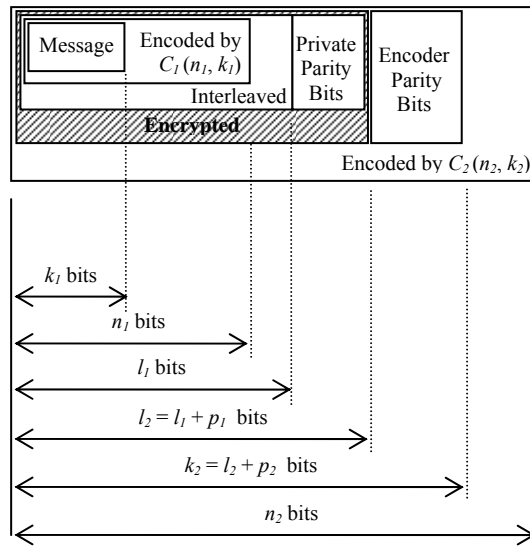 Message
Encoded by
C1 (n1, k1)
Interleaved
Private
Parity
Bits
Encoder
Parity
Bits
Encrypted
Encoded by C2 (n2, k2)
k1 bits
n1 bits
l1 bits
l2 = l1 + p1 bits
k2 = l2 + p2 bits
n2 bits